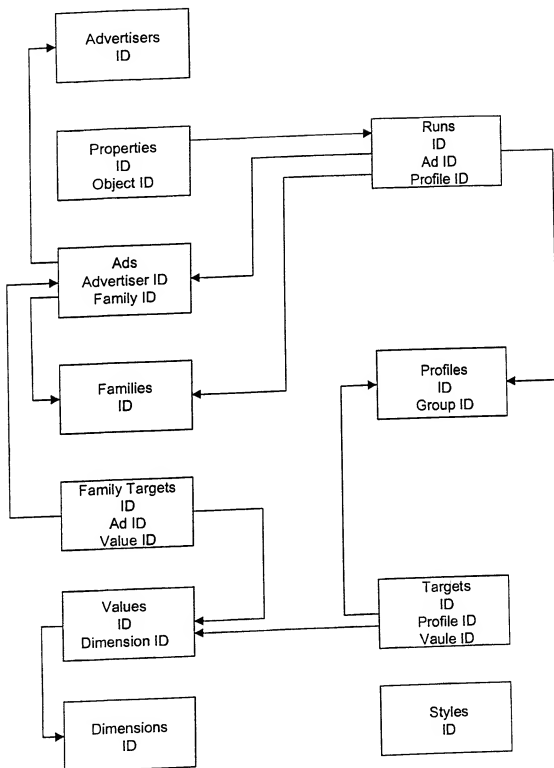 Advertisers
ID
Properties
ID
Object ID
Runs
ID
Ad ID
Profile ID
Ads
Advertiser ID
Family ID
Families
ID
Profiles
ID
Group ID
Family Targets
ID
Ad ID
Value ID
Values
ID
Dimension ID
Targets
ID
Profile ID
Vaule ID
Dimensions
ID
Styles
ID